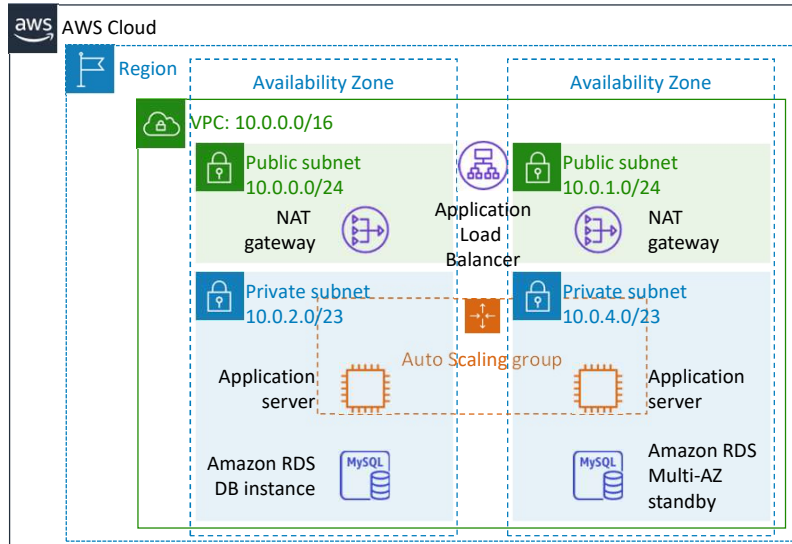 aws
AWS Cloud
Region
Availability Zone
Availability Zone
VPC: 10.0.0.0/16
Public subnet
10.0.0.0/24
Public subnet
10.0.1.0/24
NAT
gateway
Application
Load
Balancer
NAT
gateway
Private subnet
10.0.2.0/23
Private subnet
10.0.4.0/23
Auto Scaling group
Application
server
Application
server
Amazon RDS
DB instance
MySQL
MySQL
Amazon RDS
Multi-AZ
standby